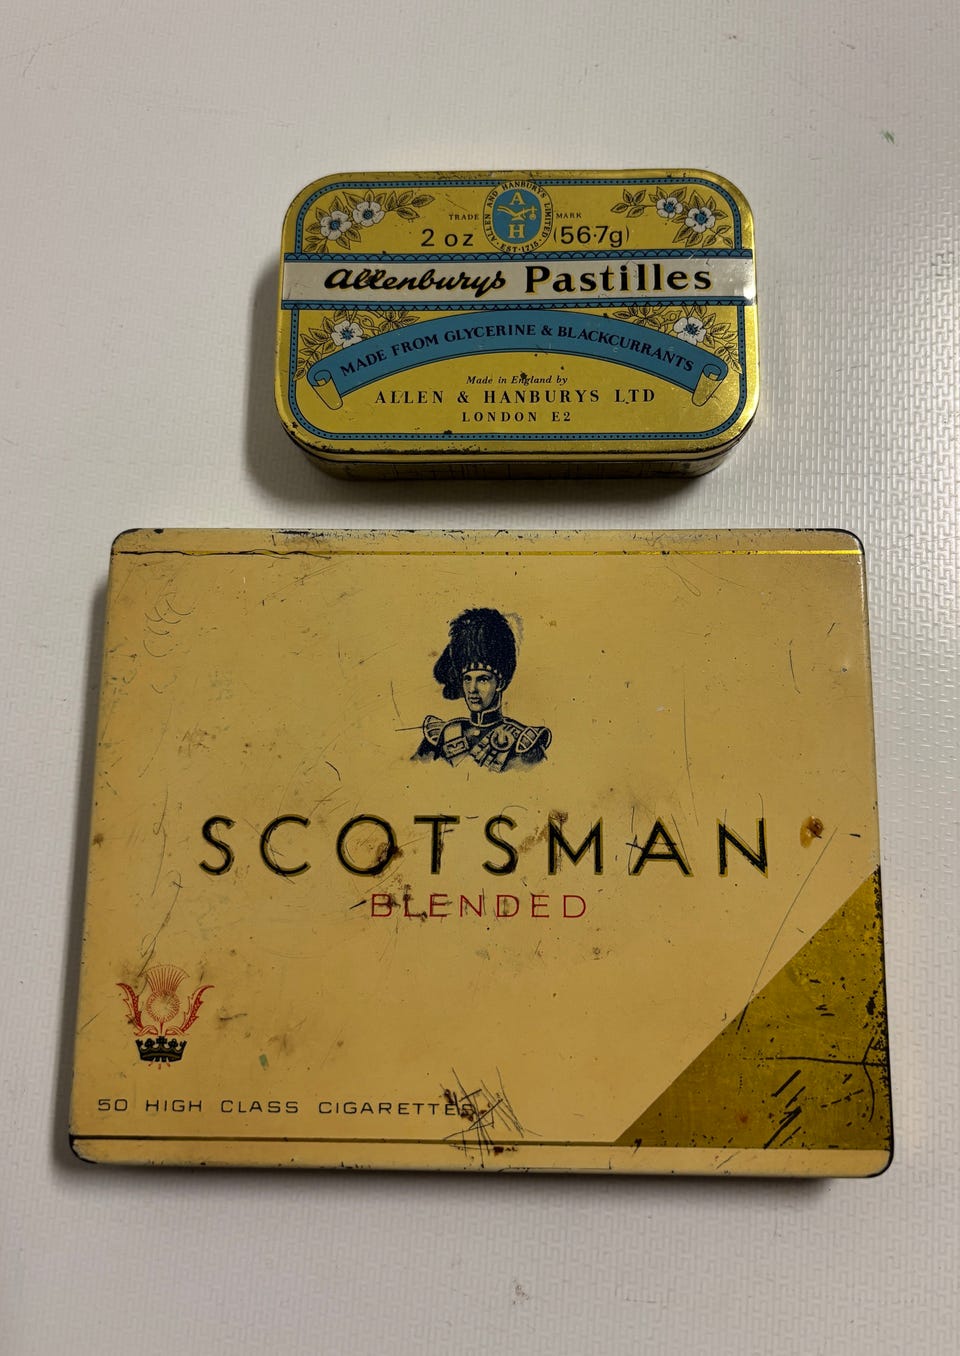 ALLEN AND HANBURYS LIMITED
A
H
·EST·1715·
TRADE MARK
2 oz (56·7g)
Allenburys Pastilles
MADE FROM GLYCERINE & BLACKCURRANTS
Made in England by
ALLEN & HANBURYS LTD
LONDON E2
SCOTSMAN
BLENDED
50 HIGH CLASS CIGARETTES